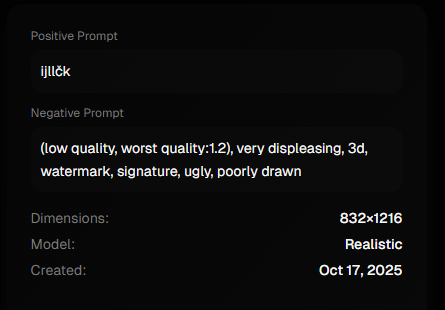 Positive Prompt
ijllčk
Negative Prompt
(low quality, worst quality:1.2), very displeasing, 3d,
watermark, signature, ugly, poorly drawn
Dimensions: 832×1216
Model: Realistic
Created: Oct 17, 2025